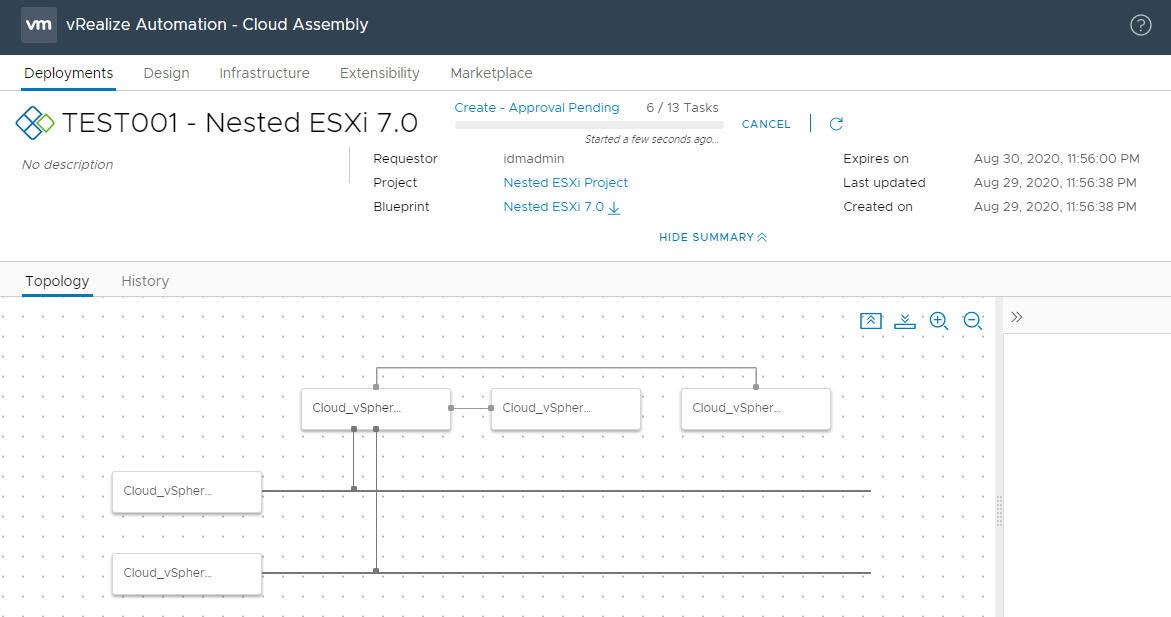 vm vRealize Automation - Cloud Assembly
Deployments Design Infrastructure Extensibility Marketplace
TEST001 - Nested ESXi 7.0
Create - Approval Pending 6 / 13 Tasks
CANCEL
Started a few seconds ago...
No description
Requestor idmadmin
Project Nested ESXi Project
Blueprint Nested ESXi 7.0
Expires on Aug 30, 2020, 11:56:00 PM
Last updated Aug 29, 2020, 11:56:38 PM
Created on Aug 29, 2020, 11:56:38 PM
HIDE SUMMARY
Topology History
Cloud_vSpher... Cloud_vSpher... Cloud_vSpher...
Cloud_vSpher...
Cloud_vSpher...